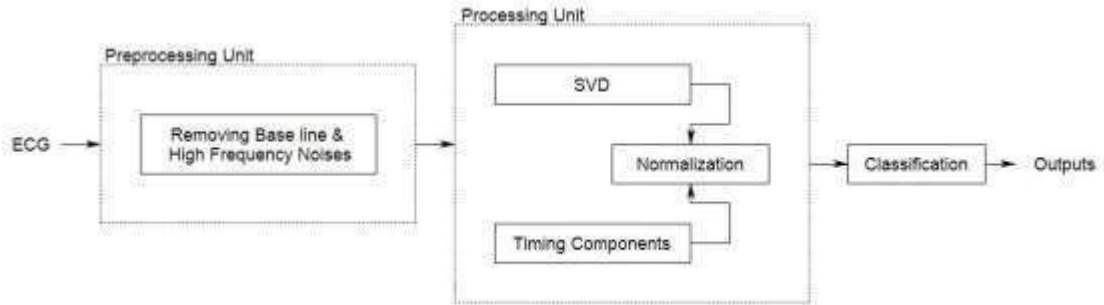 Processing Unit
Preprocessing Unit
SVD
ECG
Removing Base line &
High Frequency Noises
Normalization
Classification
Outputs
Timing Components